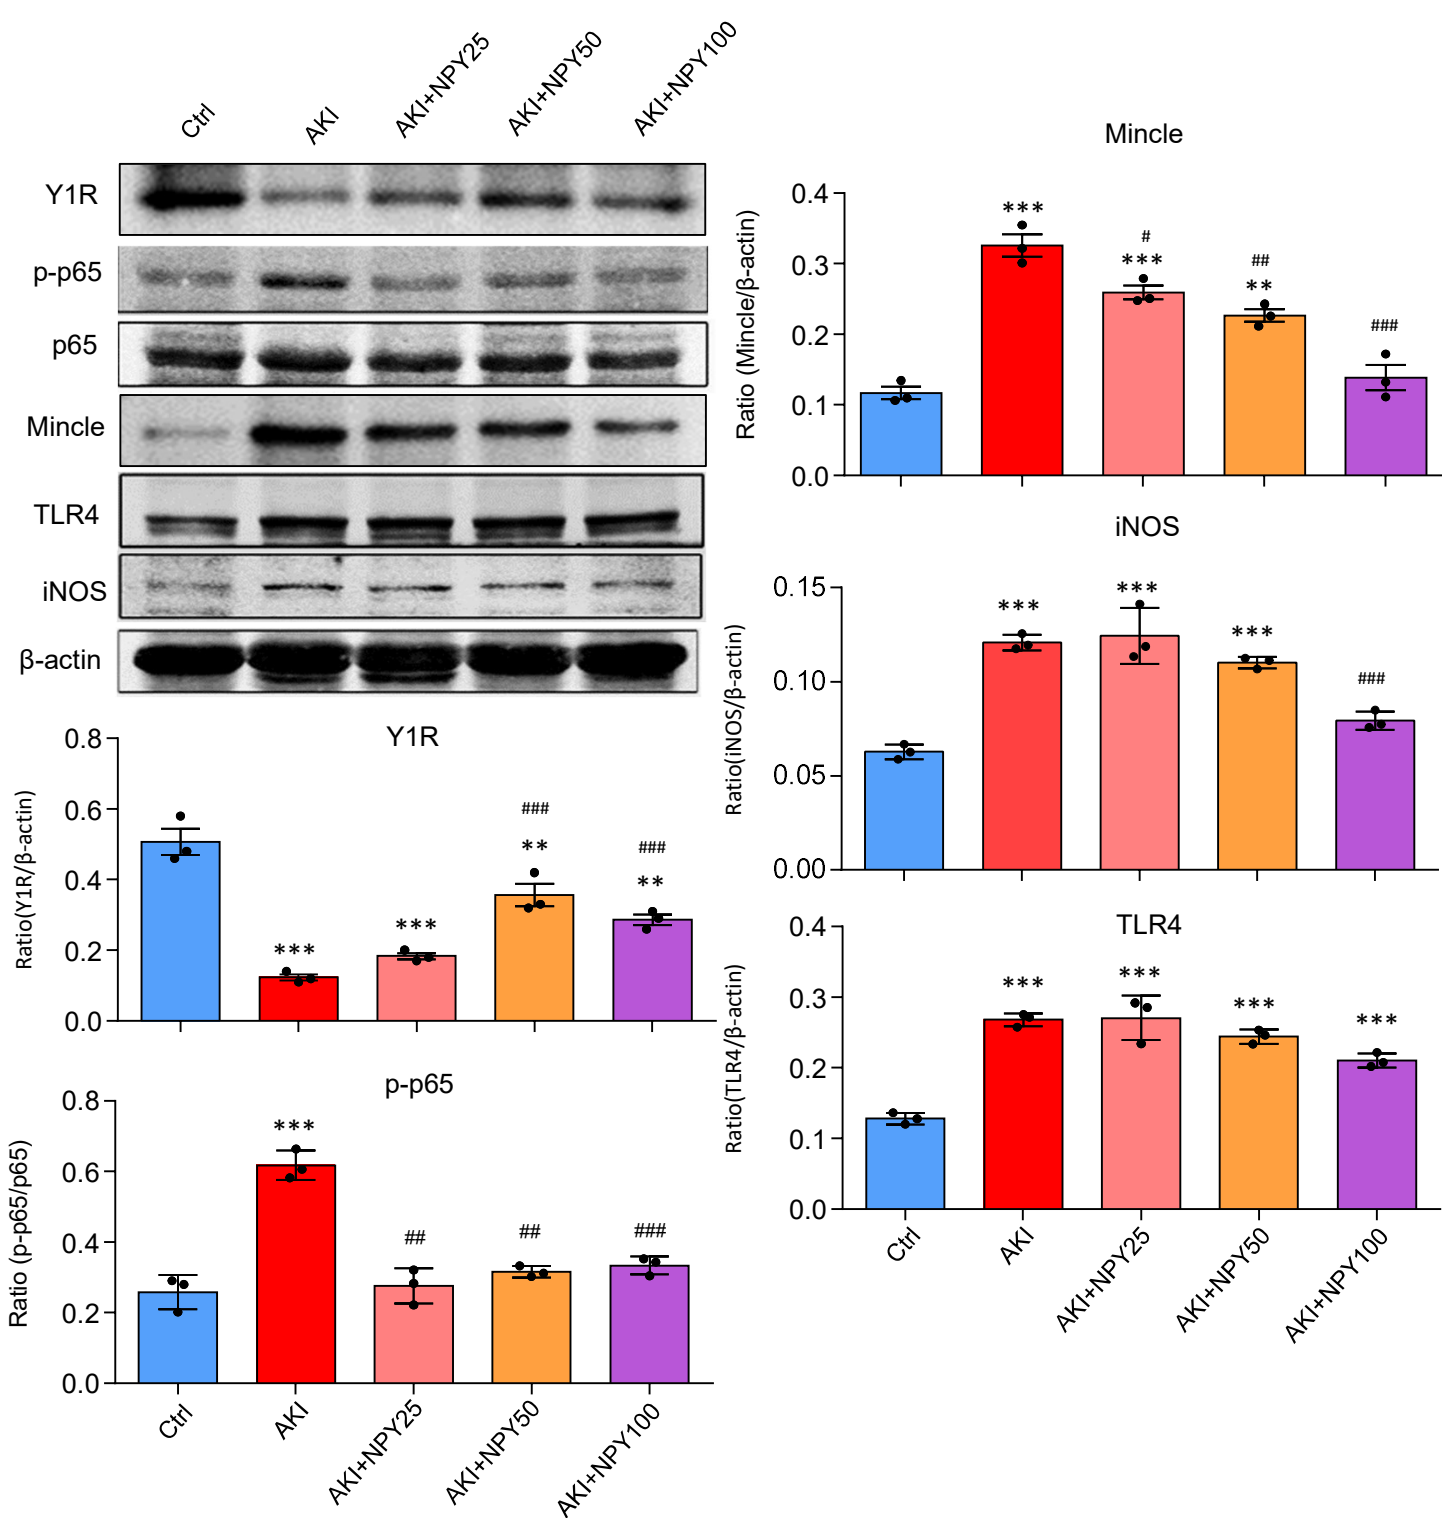 Ctrl
AKI
AKI+NPY25
AKI+NPY50
AKI+NPY100
Y1R
p-p65
p65
Mincle
TLR4
iNOS
β-actin
Y1R
Ratio(Y1R/β-actin)
0.8
0.6
0.4
0.2
0.0
***
***
###
**
###
**
p-p65
Ratio (p-p65/p65)
0.8
0.6
0.4
0.2
0.0
***
##
##
###
Ctrl
AKI
AKI+NPY25
AKI+NPY50
AKI+NPY100
Mincle
Ratio (Mincle/β-actin)
0.4
0.3
0.2
0.1
0.0
***
#
***
##
**
###
iNOS
Ratio(iNOS/β-actin)
0.15
0.10
0.05
0.00
***
***
***
###
TLR4
Ratio(TLR4/β-actin)
0.4
0.3
0.2
0.1
0.0
***
***
***
***
Ctrl
AKI
AKI+NPY25
AKI+NPY50
AKI+NPY100